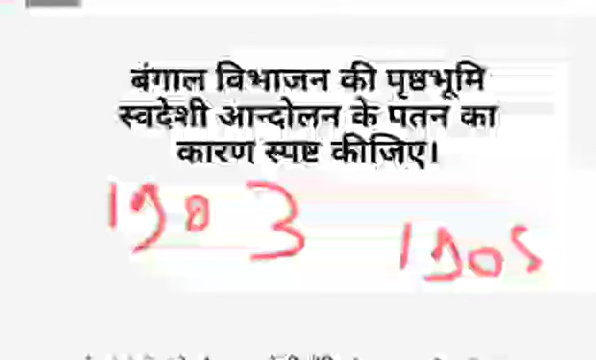 बंगाल विभाजन की पृष्ठभूमि
स्वदेशी आन्दोलन के पतन का
कारण स्पष्ट कीजिए।
1903
1905